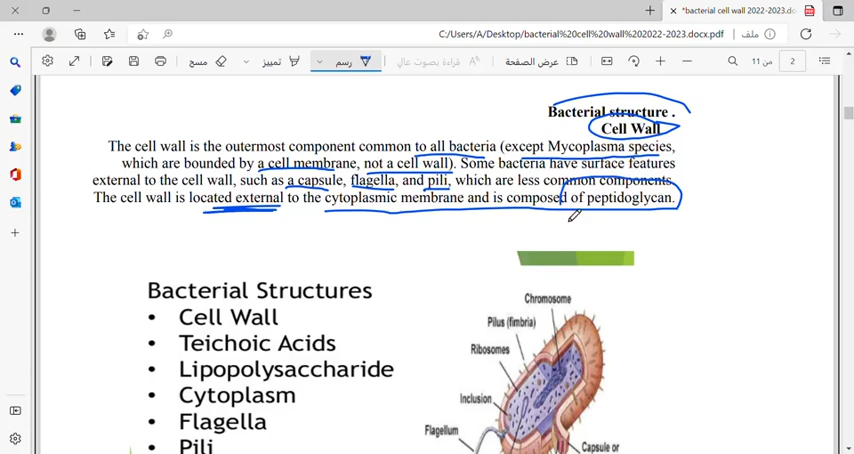 *bacterial cell wall 2022-2023.
C:/Users/A/Desktop/bacterial%20cell%20wall%202022-2023.docx.pdf
ملف
مسح
تمييز
رسم
قراءة بصوت عالٍ
عرض الصفحة
2
من 11
Bacterial structure .
Cell Wall
The cell wall is the outermost component common to all bacteria (except Mycoplasma species,
which are bounded by a cell membrane, not a cell wall). Some bacteria have surface features
external to the cell wall, such as a capsule, flagella, and pili, which are less common components.
The cell wall is located external to the cytoplasmic membrane and is composed of peptidoglycan.
Bacterial Structures
• Cell Wall
• Teichoic Acids
• Lipopolysaccharide
• Cytoplasm
• Flagella
• Pili
Chromosome
Pilus (fimbria)
Ribosomes
Inclusion
Flagellum
Capsule or